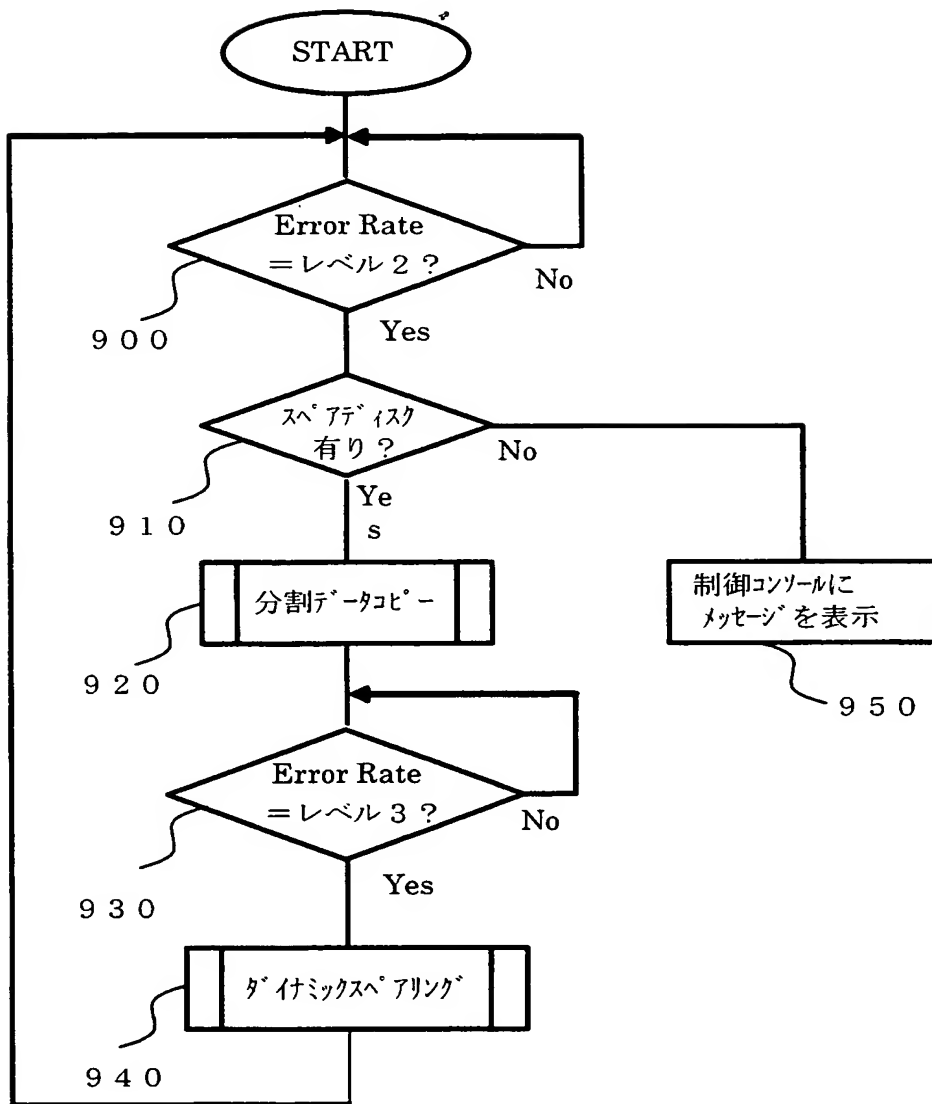 START
Error Rate
＝レベル２？
No
Yes
９００
ｽﾍﾟｱﾃﾞｨｽｸ
有り？
No
Ye
s
９１０
分割ﾃﾞｰﾀｺﾋﾟｰ
９２０
制御ｺﾝｿｰﾙに
ﾒｯｾｰｼﾞを表示
９５０
Error Rate
＝レベル３？
No
Yes
９３０
ﾀﾞｲﾅﾐｯｸｽﾍﾟｱﾘﾝｸﾞ
９４０